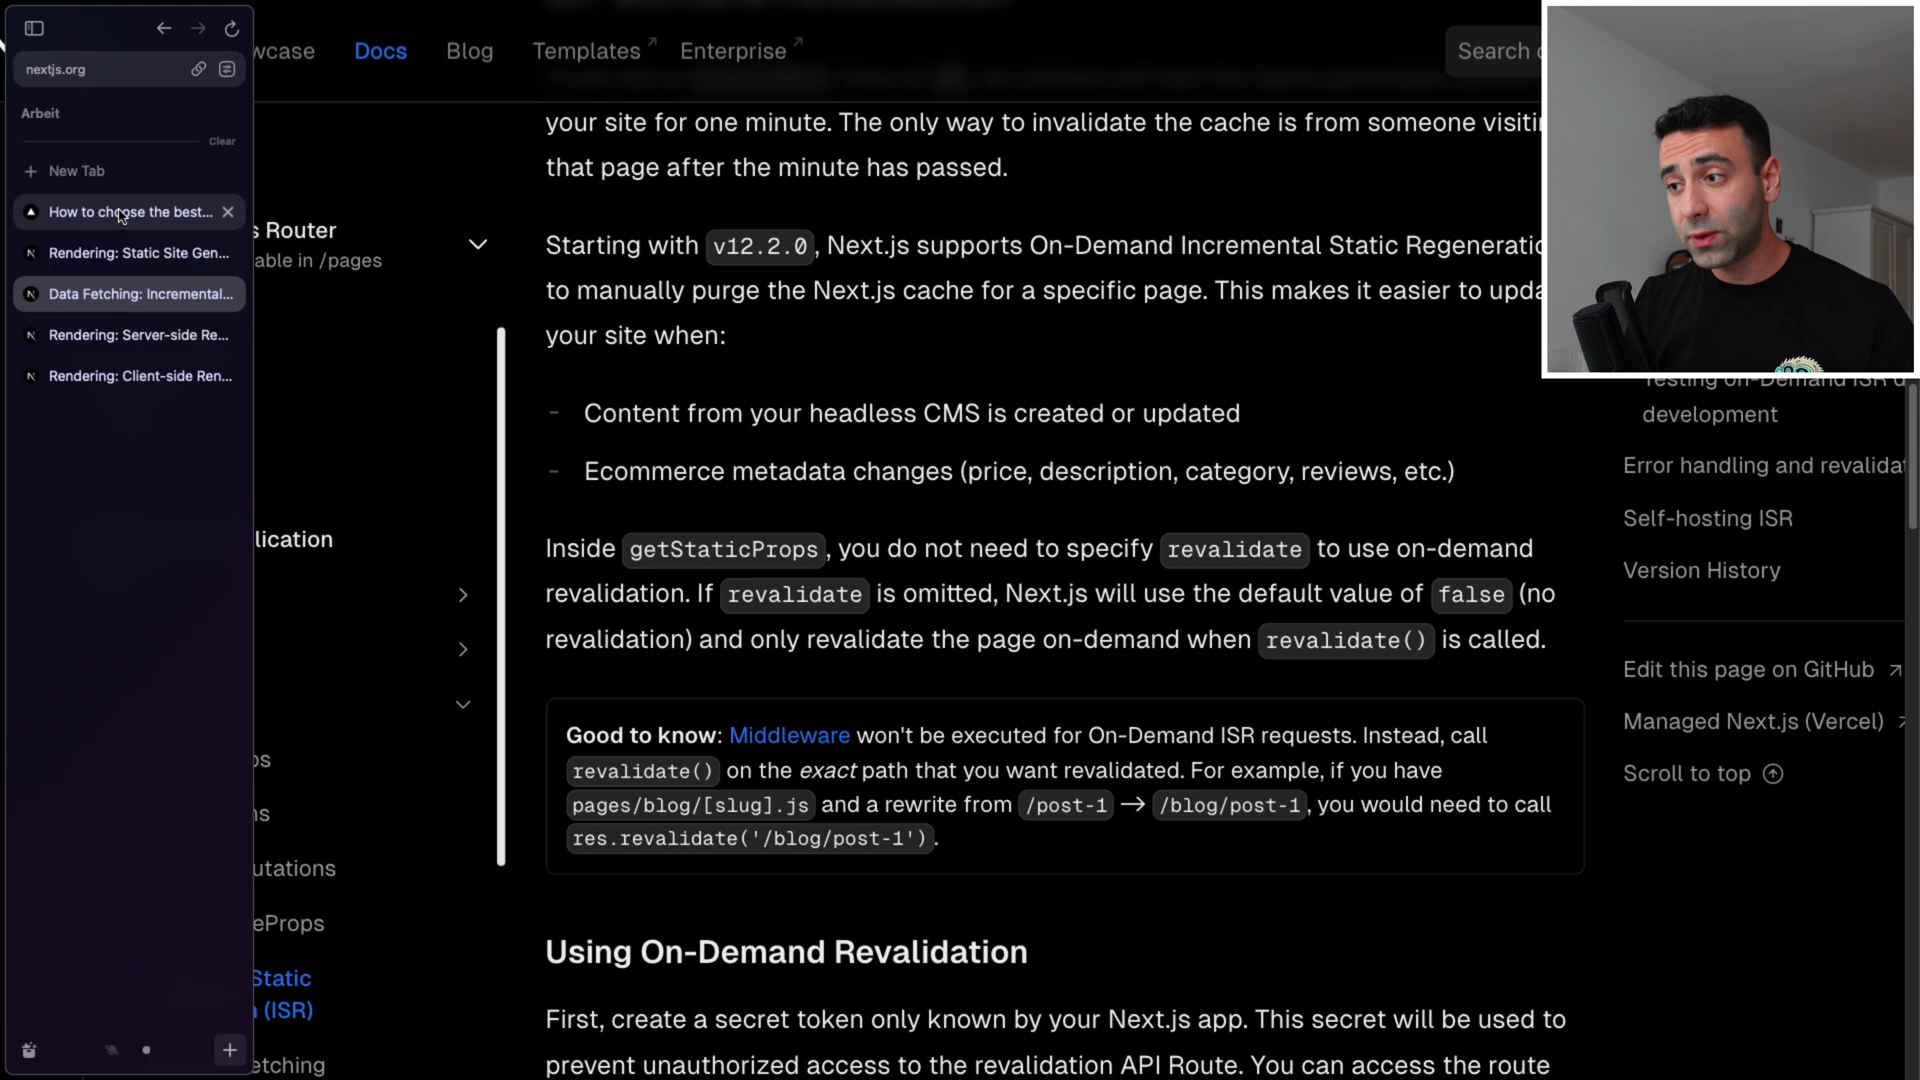 nextjs.org
Arbeit
Clear
New Tab
How to choose the best...
Rendering: Static Site Gen...
Data Fetching: Incremental...
Rendering: Server-side Re...
Rendering: Client-side Ren...
wcase Docs Blog Templates Enterprise
Search
s Router
able in /pages
lication
os
ns
utations
eProps
Static
(ISR)
etching
your site for one minute. The only way to invalidate the cache is from someone visiti
that page after the minute has passed.
Starting with v12.2.0, Next.js supports On-Demand Incremental Static Regeneratio
to manually purge the Next.js cache for a specific page. This makes it easier to upda
your site when:
- Content from your headless CMS is created or updated
- Ecommerce metadata changes (price, description, category, reviews, etc.)
Inside getStaticProps, you do not need to specify revalidate to use on-demand
revalidation. If revalidate is omitted, Next.js will use the default value of false (no
revalidation) and only revalidate the page on-demand when revalidate() is called.
Good to know: Middleware won't be executed for On-Demand ISR requests. Instead, call
revalidate() on the exact path that you want revalidated. For example, if you have
pages/blog/[slug].js and a rewrite from /post-1 → /blog/post-1, you would need to call
res.revalidate('/blog/post-1').
Using On-Demand Revalidation
First, create a secret token only known by your Next.js app. This secret will be used to
prevent unauthorized access to the revalidation API Route. You can access the route
Testing on-Demand ISR d
development
Error handling and revalidat
Self-hosting ISR
Version History
Edit this page on GitHub
Managed Next.js (Vercel)
Scroll to top